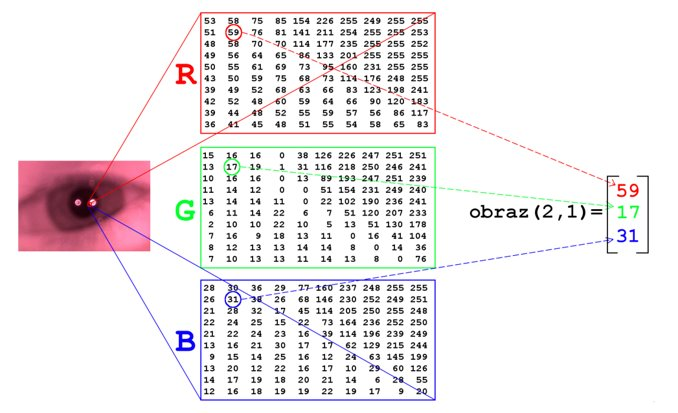 53 58 75 85 154 226 255 249 255 255
51 59 76 81 141 211 254 255 255 253
48 58 70 70 114 177 235 255 255 252
49 56 64 65 86 133 201 255 255 255
50 55 61 69 73 95 160 231 255 255
43 50 59 75 68 73 114 176 248 255
39 49 52 68 63 66 83 123 198 241
42 52 48 60 59 64 66 90 120 183
39 44 48 52 55 59 57 56 86 117
36 41 45 48 51 55 54 58 65 83
R
15 16 16 0 38 126 226 247 251 251
13 17 19 1 31 116 218 250 246 241
10 16 16 0 13 89 193 247 251 239
11 14 12 0 0 51 154 231 249 240
13 14 14 11 0 22 102 190 236 241
6 11 14 22 6 7 51 120 207 233
2 10 10 22 10 5 13 51 130 178
7 16 9 18 13 11 0 16 41 104
8 12 13 13 14 14 8 0 14 36
7 10 13 13 11 14 13 8 0 76
G
obraz(2,1)=
59
17
31
28 30 36 29 77 160 237 248 255 255
26 31 38 26 68 146 230 252 249 251
21 28 32 17 45 114 205 250 255 248
22 24 25 15 22 73 164 236 252 250
21 22 24 23 16 39 114 196 239 249
13 16 21 30 17 17 62 129 215 244
9 15 14 25 16 12 24 63 145 199
13 20 12 22 16 17 10 29 60 126
14 17 19 18 20 21 14 6 28 55
12 16 18 19 19 22 19 17 9 20
B